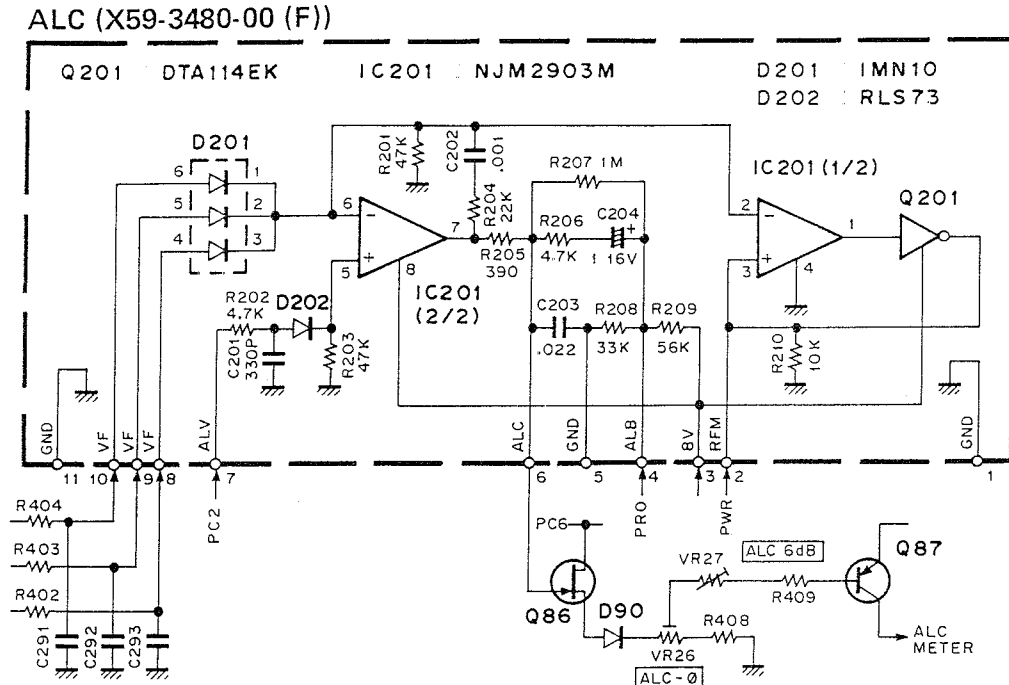 ALC (X59-3480-00 (F))
Q201 : DTA114EK
IC201 : NJM2903M
D201 : IMN10
D202 : RLS73
D201
6
1
5
2
4
3
R201
47K
C202
.001
R204
22K
R207 1M
R206
4.7K
C204
+
1 16V
R205
390
6
−
5
+
7
8
IC201
(2/2)
IC201 (1/2)
Q201
2
−
3
+
1
4
R202
4.7K
D202
C201
330P
R203
47K
C203
.022
R208
33K
R209
56K
R210
10K
GND
VF
VF
VF
ALV
ALC
GND
ALB
8V
RFM
GND
11
10
9
8
7
6
5
4
3
2
1
R404
R403
R402
C291
C292
C293
PC2
PC6
PRO
PWR
Q86
D90
VR27
ALC 6dB
R409
Q87
VR26
ALC-0
R408
ALC
METER